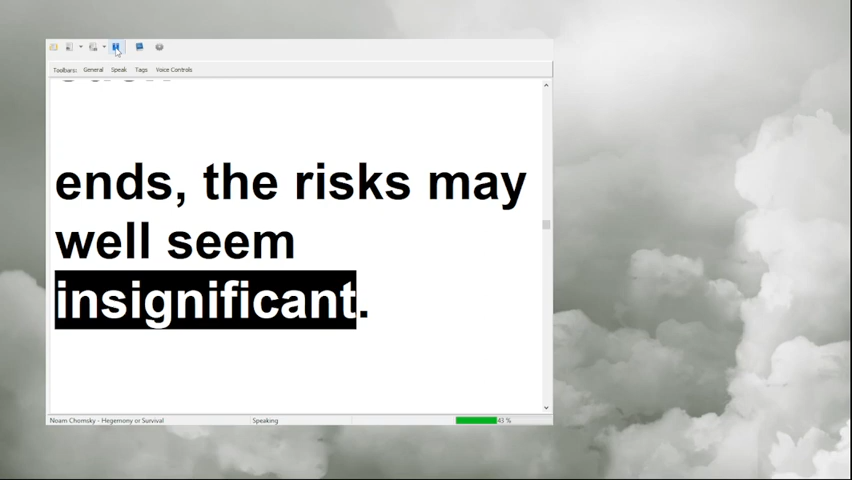 Toolbars: General Speak Tags Voice Controls
ends, the risks may
well seem
insignificant.
Noam Chomsky - Hegemony or Survival Speaking 43 %